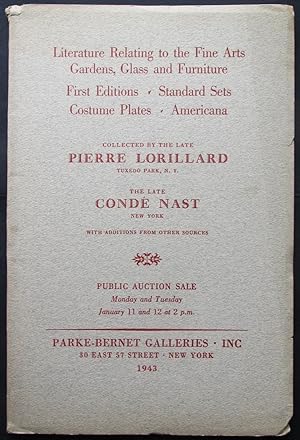 Literature Relating to the Fine Arts
Gardens, Glass and Furniture
First Editions · Standard Sets
Costume Plates · Americana
COLLECTED BY THE LATE
PIERRE LORILLARD
TUXEDO PARK, N. Y.
THE LATE
CONDÉ NAST
NEW YORK
WITH ADDITIONS FROM OTHER SOURCES
PUBLIC AUCTION SALE
Monday and Tuesday
January 11 and 12 at 2 p.m.
PARKE-BERNET GALLERIES · INC
30 EAST 57 STREET · NEW YORK
1943